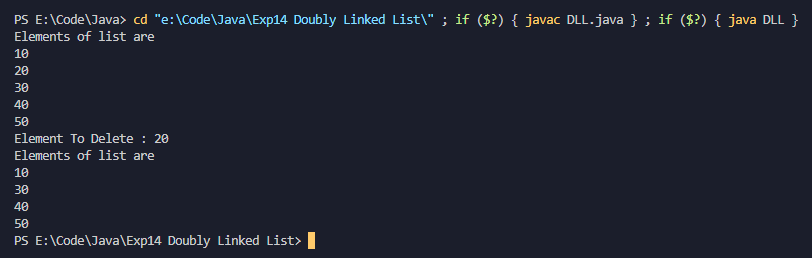 PS E:\Code\Java> cd "e:\Code\Java\Exp14 Doubly Linked List\" ; if ($?) { javac DLL.java } ; if ($?) { java DLL }
Elements of list are
10
20
30
40
50
Element To Delete : 20
Elements of list are
10
30
40
50
PS E:\Code\Java\Exp14 Doubly Linked List>